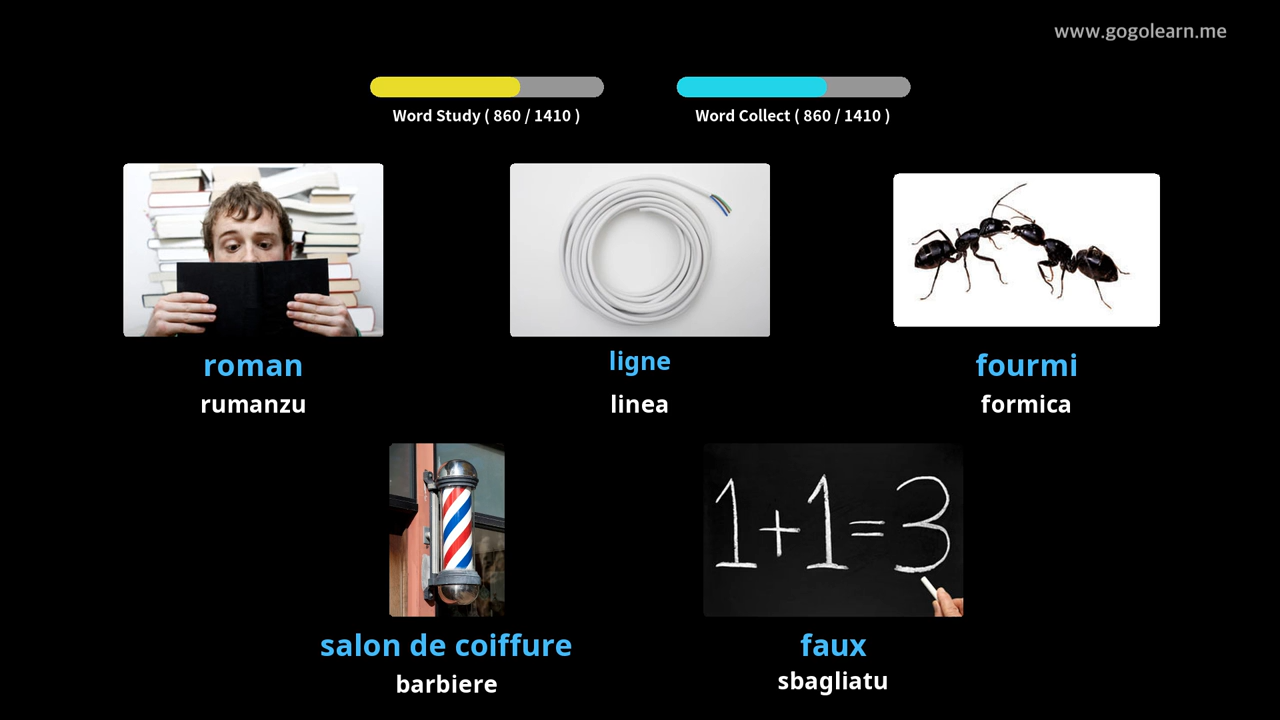 www.gogolearn.me
Word Study ( 860 / 1410 )
Word Collect ( 860 / 1410 )
roman
rumanzu
ligne
linea
fourmi
formica
salon de coiffure
barbiere
1+1=3
faux
sbagliatu